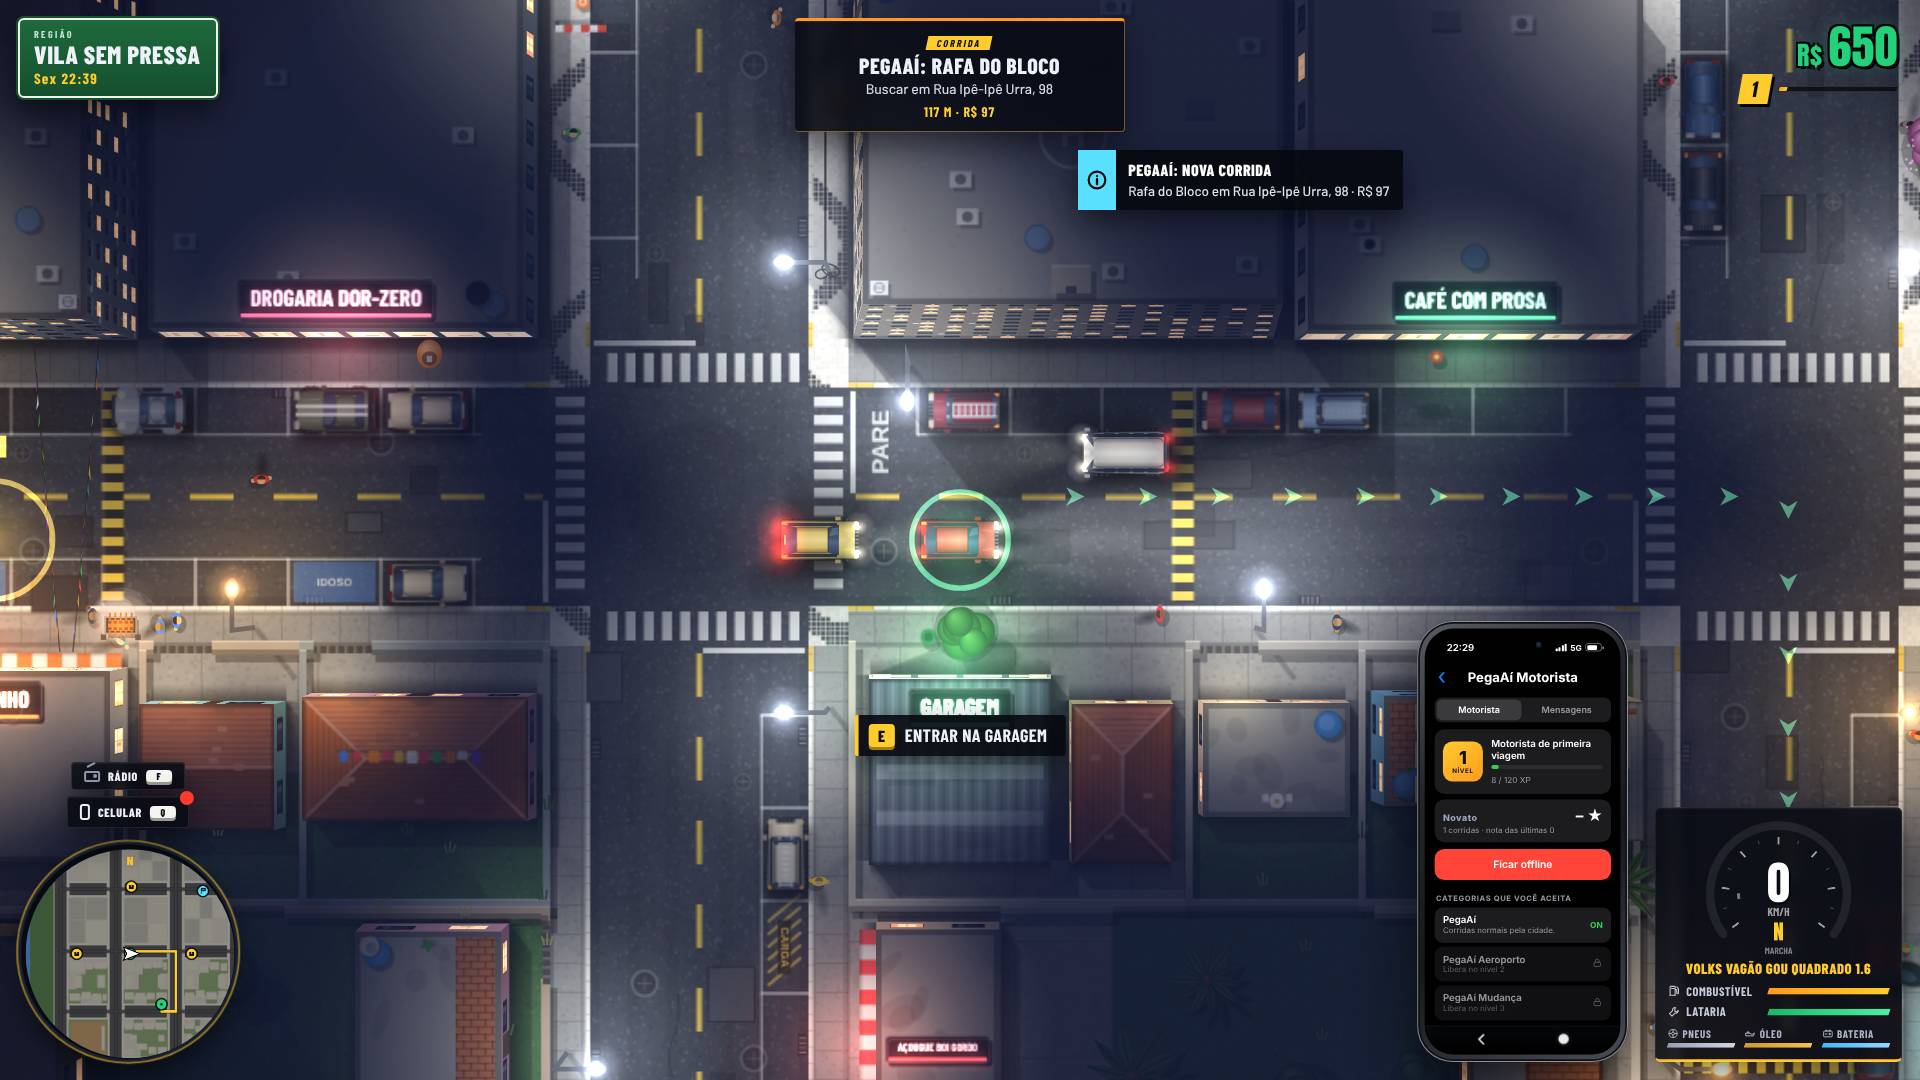 REGIÃO
VILA SEM PRESSA
Sex 22:39
CORRIDA
PEGAAÍ: RAFA DO BLOCO
Buscar em Rua Ipê-Ipê Urra, 98
117 M · R$ 97
R$ 650
1
PEGAAÍ: NOVA CORRIDA
Rafa do Bloco em Rua Ipê-Ipê Urra, 98 · R$ 97
DROGARIA DOR-ZERO
CAFÉ COM PROSA
PARE
IDOSO
NHO
GARAGEM
E ENTRAR NA GARAGEM
RÁDIO F
CELULAR Q
N
CARGA
AÇOUGUE BOI GORDO
22:29
5G
PegaAí Motorista
Motorista
Mensagens
1
NÍVEL
Motorista de primeira
viagem
8 / 120 XP
Novato
– ★
1 corridas · nota das últimas 0
Ficar offline
CATEGORIAS QUE VOCÊ ACEITA
PegaAí
Corridas normais pela cidade.
ON
PegaAí Aeroporto
Libera no nível 2
PegaAí Mudança
Libera no nível 3
0
KM/H
N
MARCHA
VOLKS VAGÃO GOU QUADRADO 1.6
COMBUSTÍVEL
LATARIA
PNEUS
ÓLEO
BATERIA